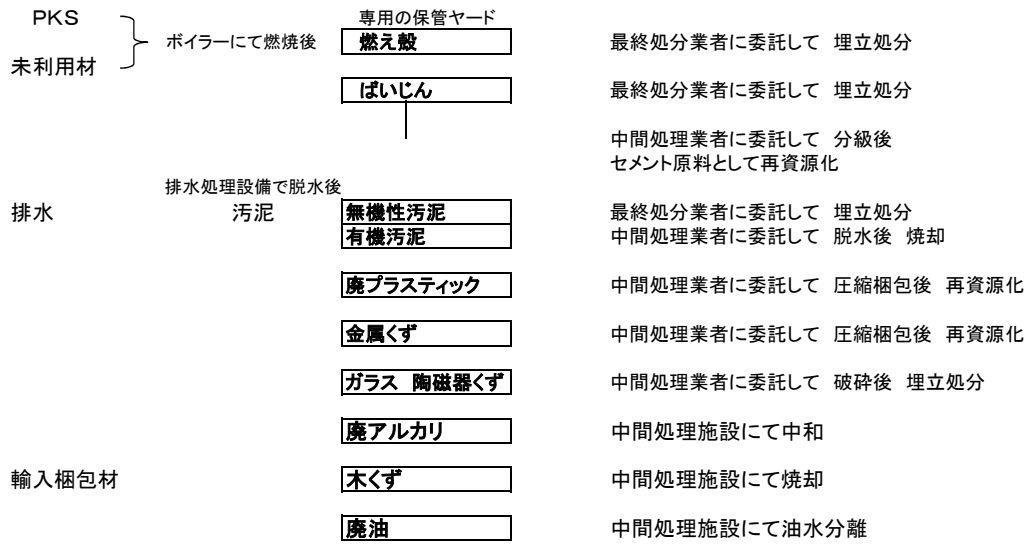 PKS
専用の保管ヤード
ボイラーにて燃焼後 燃え殻 最終処分業者に委託して 埋立処分
未利用材
ばいじん 最終処分業者に委託して 埋立処分
中間処理業者に委託して 分級後
セメント原料として再資源化
排水処理設備で脱水後
排水 汚泥 無機性汚泥 最終処分業者に委託して 埋立処分
有機汚泥 中間処理業者に委託して 脱水後 焼却
廃プラスティック 中間処理業者に委託して 圧縮梱包後 再資源化
金属くず 中間処理業者に委託して 圧縮梱包後 再資源化
ガラス 陶磁器くず 中間処理業者に委託して 破砕後 埋立処分
廃アルカリ 中間処理施設にて中和
輸入梱包材 木くず 中間処理施設にて焼却
廃油 中間処理施設にて油水分離